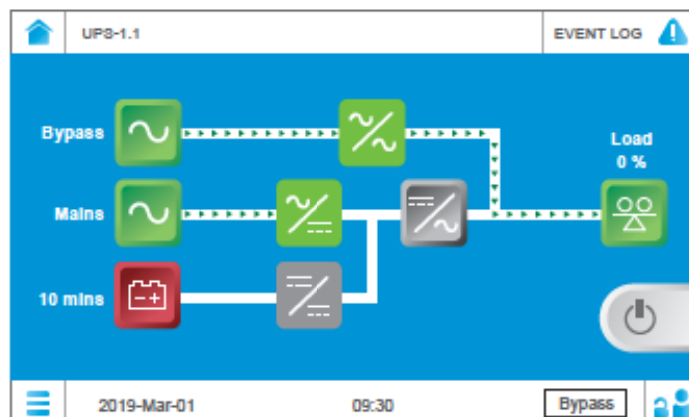 UPS-1.1
EVENT LOG
Bypass
Load
0 %
Mains
10 mins
2019-Mar-01
09:30
Bypass